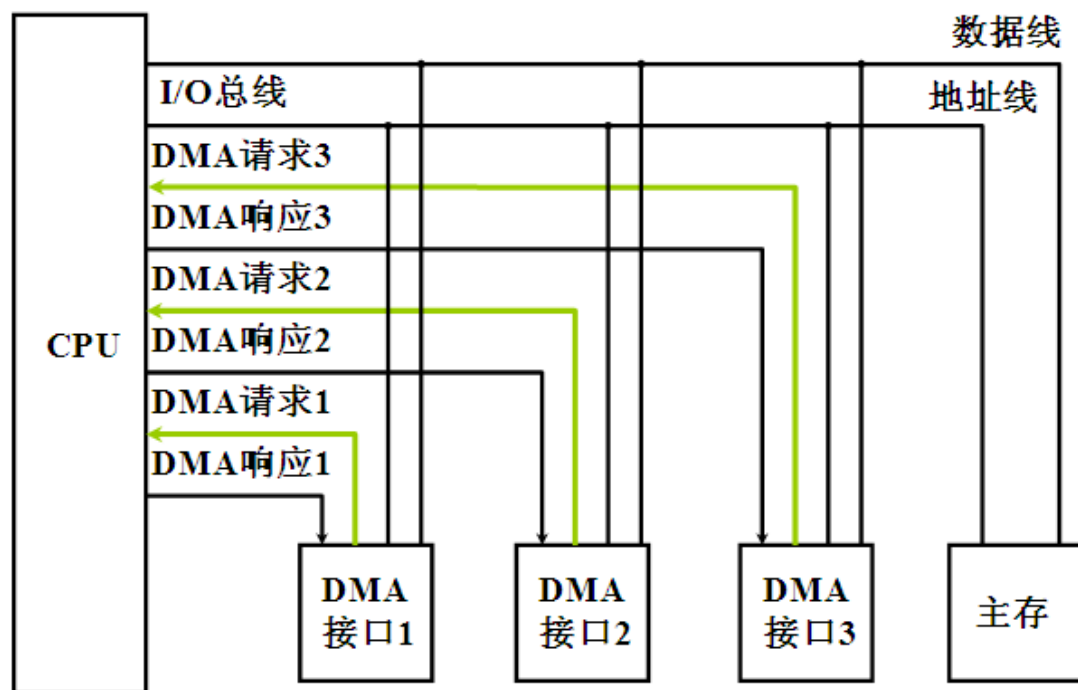 数据线
I/O总线
地址线
DMA请求3
DMA响应3
DMA请求2
CPU
DMA响应2
DMA请求1
DMA响应1
DMA
接口1
DMA
接口2
DMA
接口3
主存